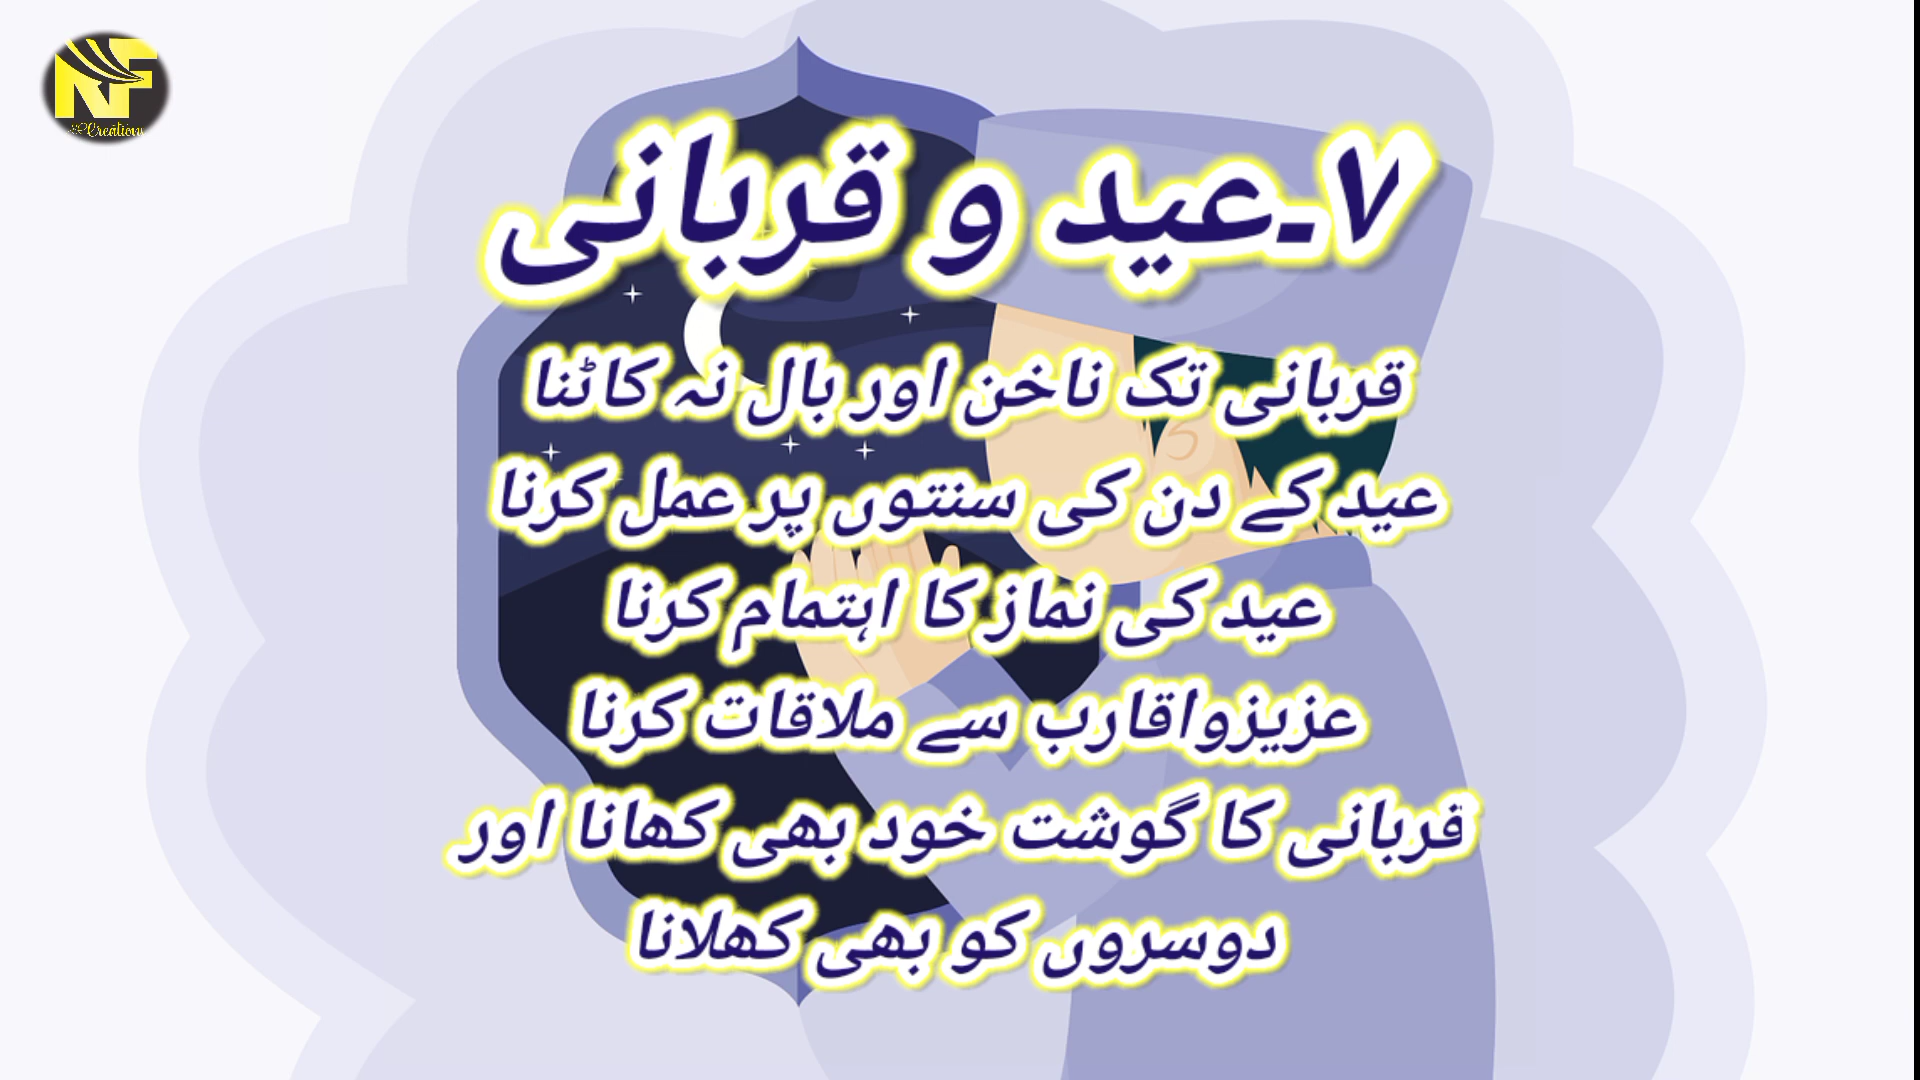 NF
Creations
۷۔عید و قربانی
قربانی تک ناخن اور بال نہ کاٹنا
عید کے دن کی سنتوں پر عمل کرنا
عید کی نماز کا اہتمام کرنا
عزیزواقارب سے ملاقات کرنا
قربانی کا گوشت خود بھی کھانا اور
دوسروں کو بھی کھلانا